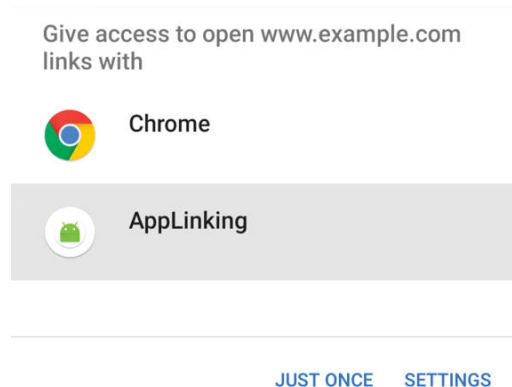 Give access to open www.example.com
links with
Chrome
AppLinking
JUST ONCE SETTINGS